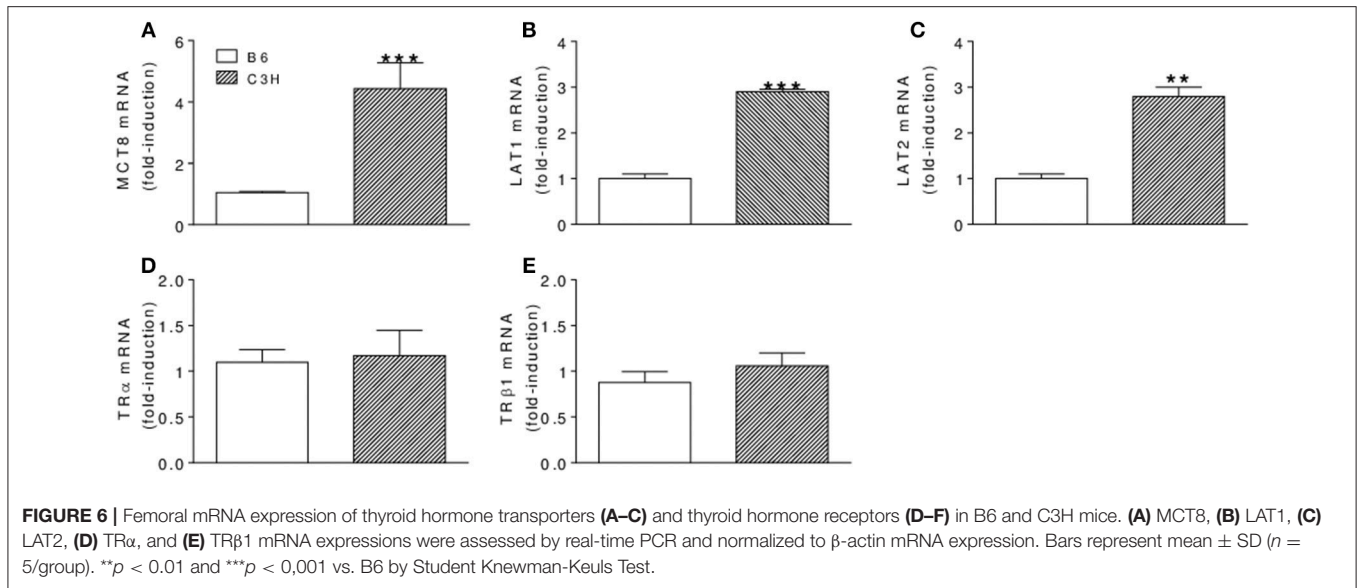 A
B
C
6
4
2
0
MCT8 mRNA
(fold-induction)
B6
C3H
***
4
3
2
1
0
LAT1 mRNA
(fold-induction)
***
4
3
2
1
0
LAT2 mRNA
(fold-induction)
**
D
E
2.0
1.5
1
0.5
0.0
TRα mRNA
(fold-induction)
2.0
1.5
1
0.5
0.0
TRβ1 mRNA
(fold-induction)
FIGURE 6 | Femoral mRNA expression of thyroid hormone transporters (A–C) and thyroid hormone receptors (D–F) in B6 and C3H mice. (A) MCT8, (B) LAT1, (C)
LAT2, (D) TRα, and (E) TRβ1 mRNA expressions were assessed by real-time PCR and normalized to β-actin mRNA expression. Bars represent mean ± SD (n =
5/group). **p < 0.01 and ***p < 0,001 vs. B6 by Student Knewman-Keuls Test.